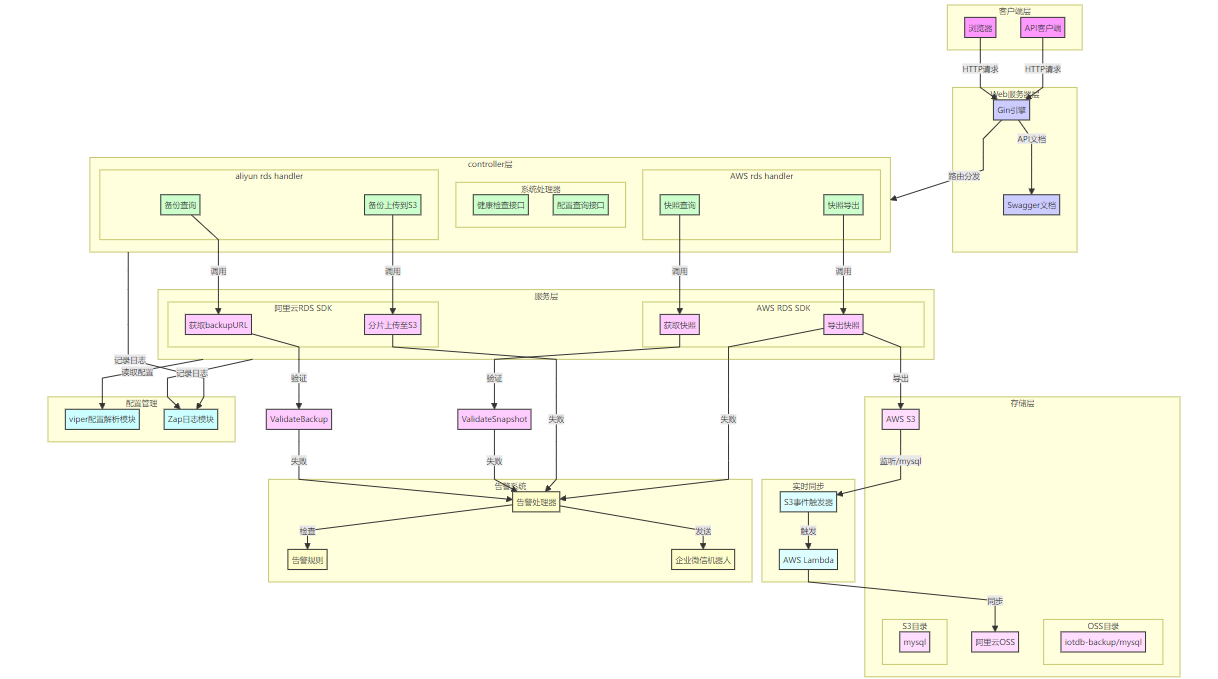 客户端层
浏览器
API客户端
HTTP请求
HTTP请求
Web服务器层
Gin引擎
API文档
路由分发
Swagger文档
controller层
aliyun rds handler
备份查询
备份上传到S3
系统处理器
健康检查接口
配置查询接口
AWS rds handler
快照查询
快照导出
调用
调用
调用
调用
服务层
阿里云RDS SDK
获取backupURL
分片上传至S3
AWS RDS SDK
获取快照
导出快照
记录日志
读取配置
记录日志
验证
验证
失败
失败
导出
配置管理
viper配置解析模块
Zap日志模块
ValidateBackup
ValidateSnapshot
存储层
AWS S3
失败
失败
监听/mysql
告警系统
告警处理器
检查
发送
告警规则
企业微信机器人
实时同步
S3事件触发器
触发
AWS Lambda
同步
S3目录
mysql
阿里云OSS
OSS目录
iotdb-backup/mysql